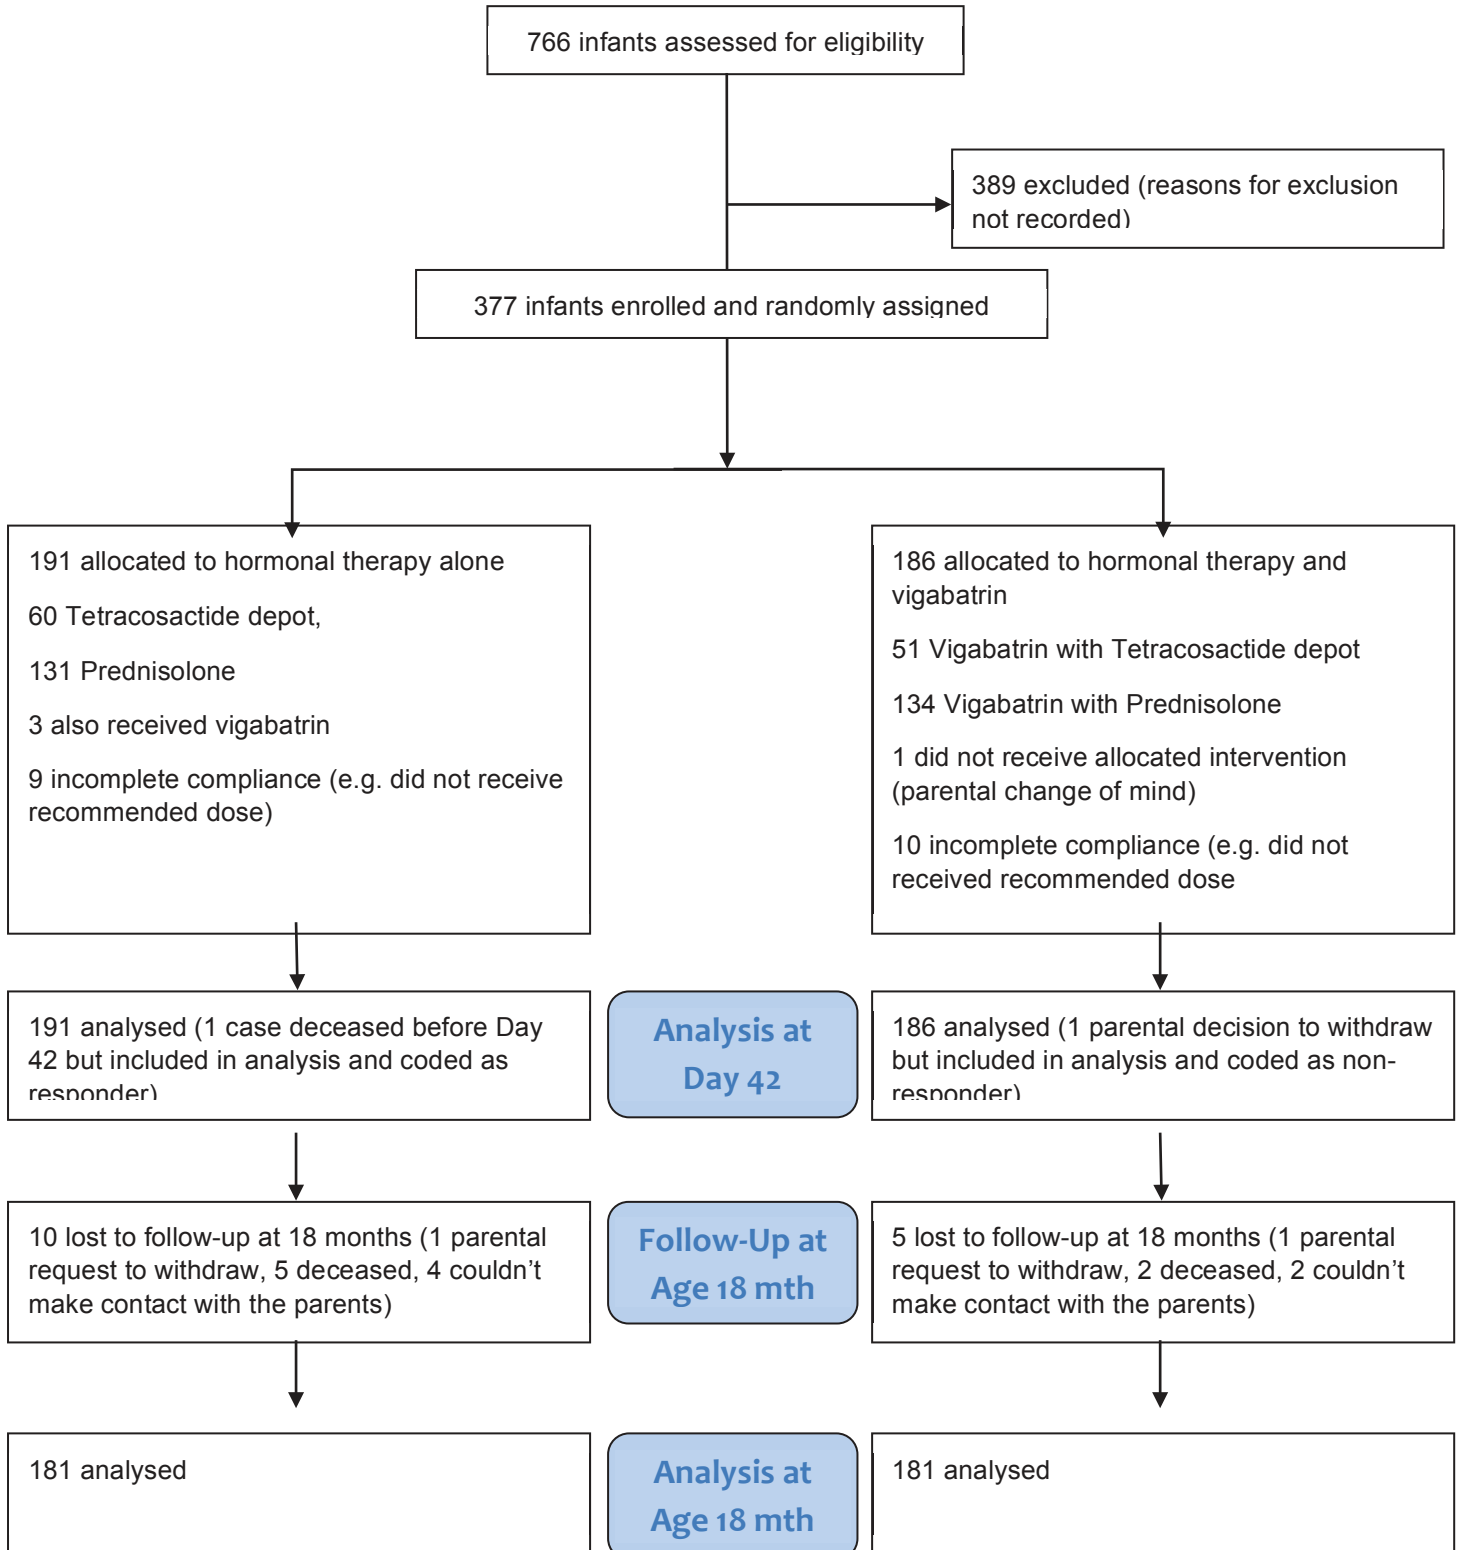 766 infants assessed for eligibility
389 excluded (reasons for exclusion
not recorded)
377 infants enrolled and randomly assigned
191 allocated to hormonal therapy alone
60 Tetracosactide depot,
131 Prednisolone
3 also received vigabatrin
9 incomplete compliance (e.g. did not receive
recommended dose)
186 allocated to hormonal therapy and
vigabatrin
51 Vigabatrin with Tetracosactide depot
134 Vigabatrin with Prednisolone
1 did not receive allocated intervention
(parental change of mind)
10 incomplete compliance (e.g. did not
received recommended dose
191 analysed (1 case deceased before Day
42 but included in analysis and coded as
responder)
Analysis at
Day 42
186 analysed (1 parental decision to withdraw
but included in analysis and coded as non-
responder)
10 lost to follow-up at 18 months (1 parental
request to withdraw, 5 deceased, 4 couldn’t
make contact with the parents)
Follow-Up at
Age 18 mth
5 lost to follow-up at 18 months (1 parental
request to withdraw, 2 deceased, 2 couldn’t
make contact with the parents)
181 analysed
Analysis at
Age 18 mth
181 analysed